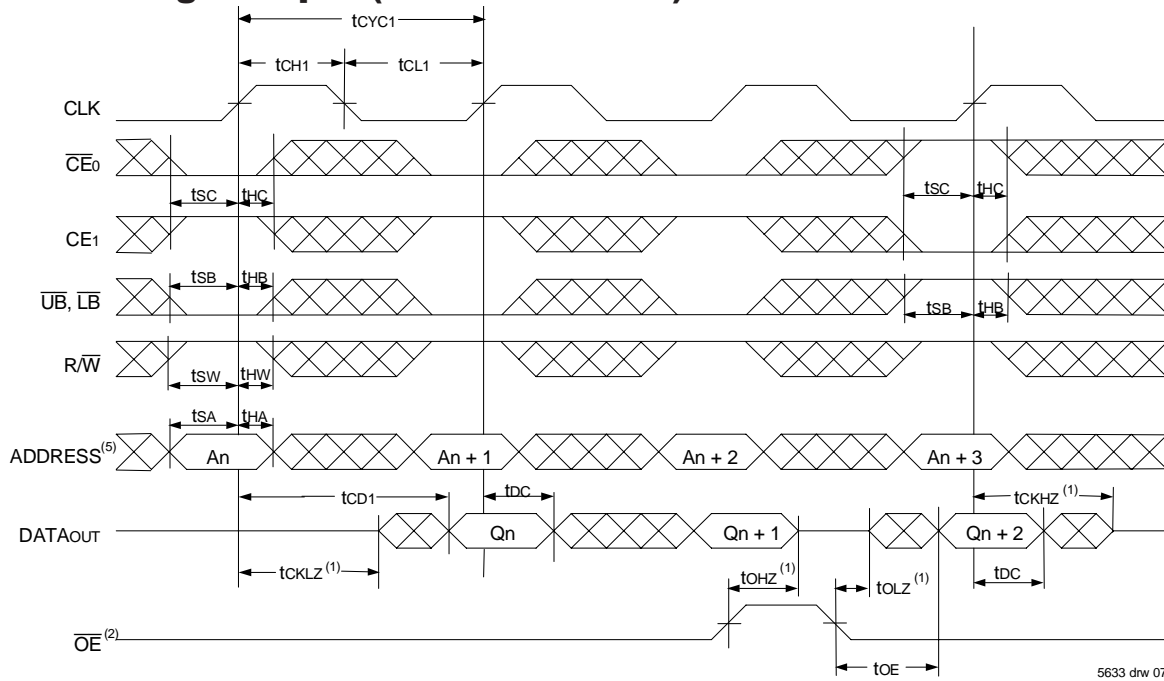 tCYC1
tCH1 tCL1
CLK
CE0
tSC tHC tSC tHC
CE1
tSB tHB
UB, LB
tSB tHB
R/W
tSW tHW
tSA tHA
ADDRESS(5) An An + 1 An + 2 An + 3
tCD1 tDC tCKHZ(1)
DATAOUT Qn Qn + 1 Qn + 2
tCKLZ(1) tOHZ(1) tOLZ(1) tDC
OE(2)
tOE
5633 drw 07